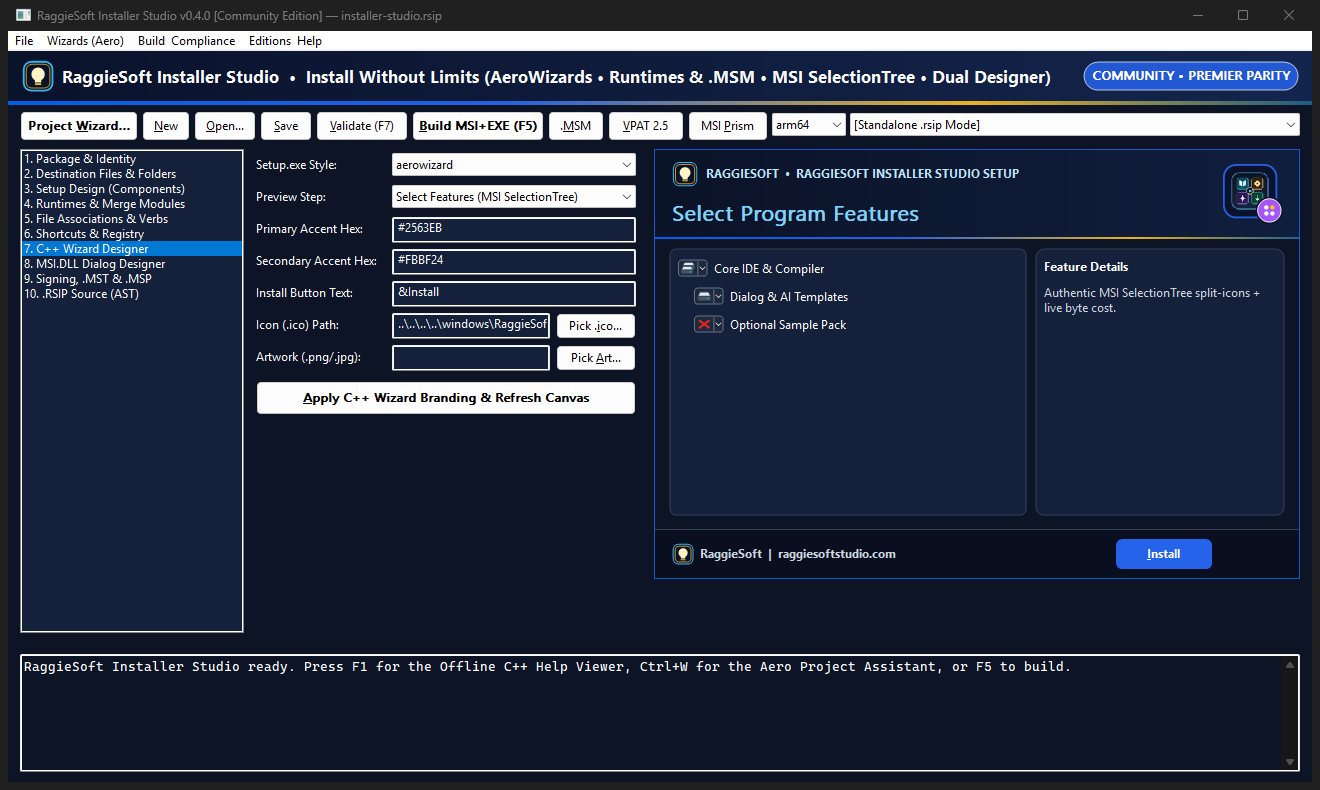 RaggieSoft Installer Studio v0.4.0 [Community Edition] — installer-studio.rsip
File Wizards (Aero) Build Compliance Editions Help
RaggieSoft Installer Studio • Install Without Limits (AeroWizards • Runtimes & .MSM • MSI SelectionTree • Dual Designer)
COMMUNITY • PREMIER PARITY
Project Wizard... New Open... Save Validate (F7) Build MSI+EXE (F5) .MSM VPAT 2.5 MSI Prism arm64 [Standalone .rsip Mode]
1. Package & Identity
2. Destination Files & Folders
3. Setup Design (Components)
4. Runtimes & Merge Modules
5. File Associations & Verbs
6. Shortcuts & Registry
7. C++ Wizard Designer
8. MSI.DLL Dialog Designer
9. Signing, .MST & .MSP
10. .RSIP Source (AST)
Setup.exe Style: aerowizard
Preview Step: Select Features (MSI SelectionTree)
Primary Accent Hex: #2563EB
Secondary Accent Hex: #FBBF24
Install Button Text: &Install
Icon (.ico) Path: ..\..\..\..\windows\RaggieSof Pick .ico...
Artwork (.png/.jpg): Pick Art...
Apply C++ Wizard Branding & Refresh Canvas
RAGGIESOFT • RAGGIESOFT INSTALLER STUDIO SETUP
Select Program Features
Core IDE & Compiler
Dialog & AI Templates
Optional Sample Pack
Feature Details
Authentic MSI SelectionTree split-icons +
live byte cost.
RaggieSoft | raggiesoftstudio.com
Install
RaggieSoft Installer Studio ready. Press F1 for the Offline C++ Help Viewer, Ctrl+W for the Aero Project Assistant, or F5 to build.